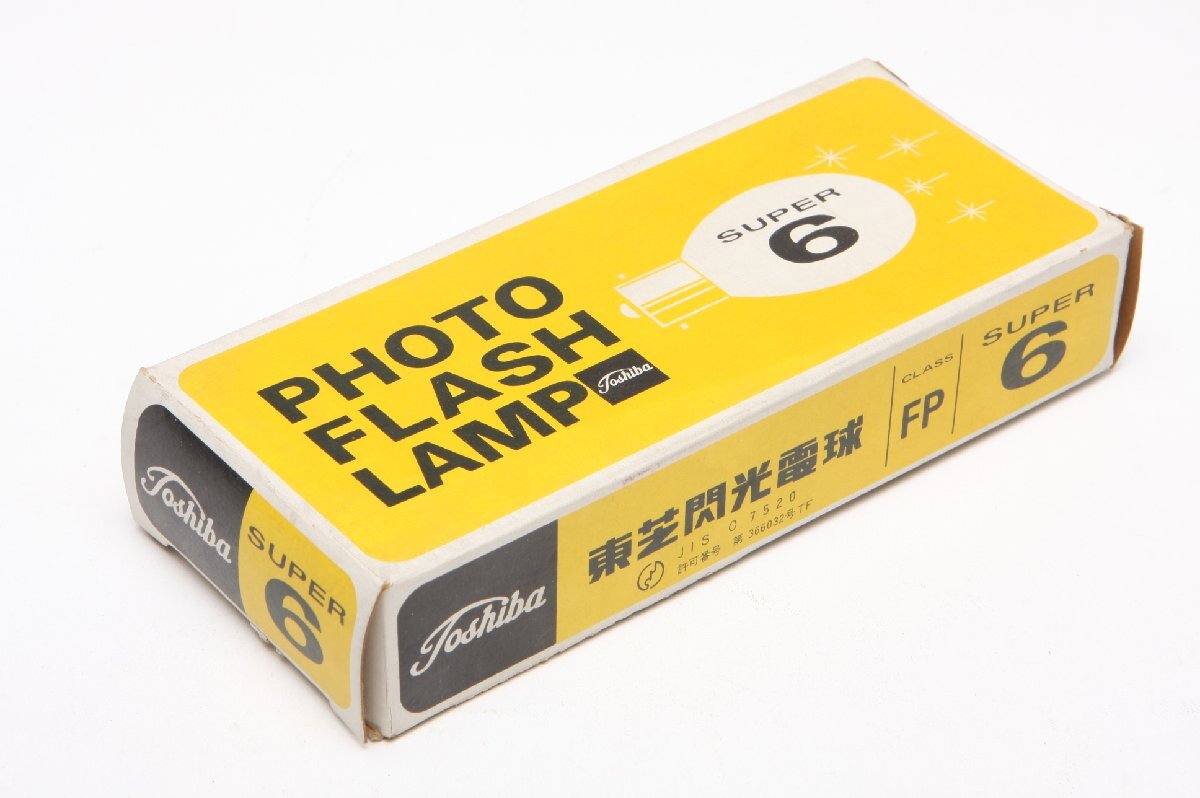 SUPER
6
PHOTO
FLASH
LAMP
Toshiba
Toshiba
SUPER
6
Toshiba
東芝閃光電球
JIS C 7520
許可番号 第366032号TF
CLASS
FP
SUPER
6